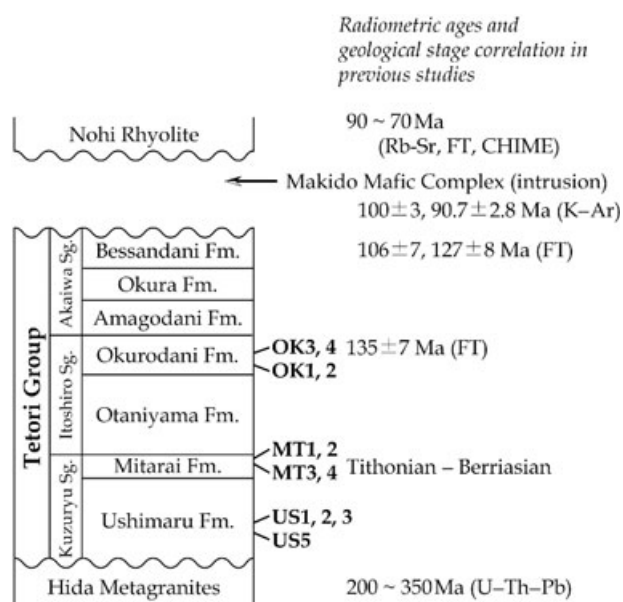 Radiometric ages and
geological stage correlation in
previous studies
Nohi Rhyolite
90 ~ 70 Ma
(Rb-Sr, FT, CHIME)
Makido Mafic Complex (intrusion)
100±3, 90.7±2.8 Ma (K–Ar)
Tetori Group
Akaiwa Sg.
Bessandani Fm.
106±7, 127±8 Ma (FT)
Okura Fm.
Amagodani Fm.
Itoshiro Sg.
Okurodani Fm.
OK3, 4
135±7 Ma (FT)
OK1, 2
Otaniyama Fm.
Kuzuryu Sg.
MT1, 2
Mitarai Fm.
MT3, 4
Tithonian – Berriasian
Ushimaru Fm.
US1, 2, 3
US5
Hida Metagranites
200 ~ 350 Ma (U–Th–Pb)